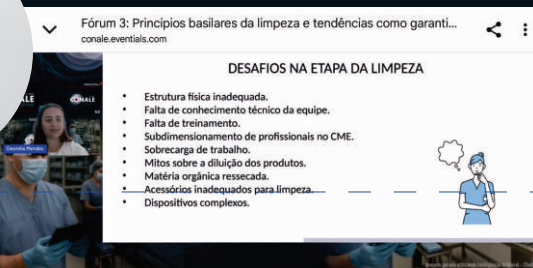 Fórum 3: Princípios basilares da limpeza e tendências como garanti...
conale.eventials.com
DESAFIOS NA ETAPA DA LIMPEZA
• Estrutura física inadequada.
• Falta de conhecimento técnico da equipe.
• Falta de treinamento.
• Subdimensionamento de profissionais no CME.
• Sobrecarga de trabalho.
• Mitos sobre a diluição dos produtos.
• Matéria orgânica ressecada.
• Acessórios inadequados para limpeza.
• Dispositivos complexos.
CONALE
Mendes